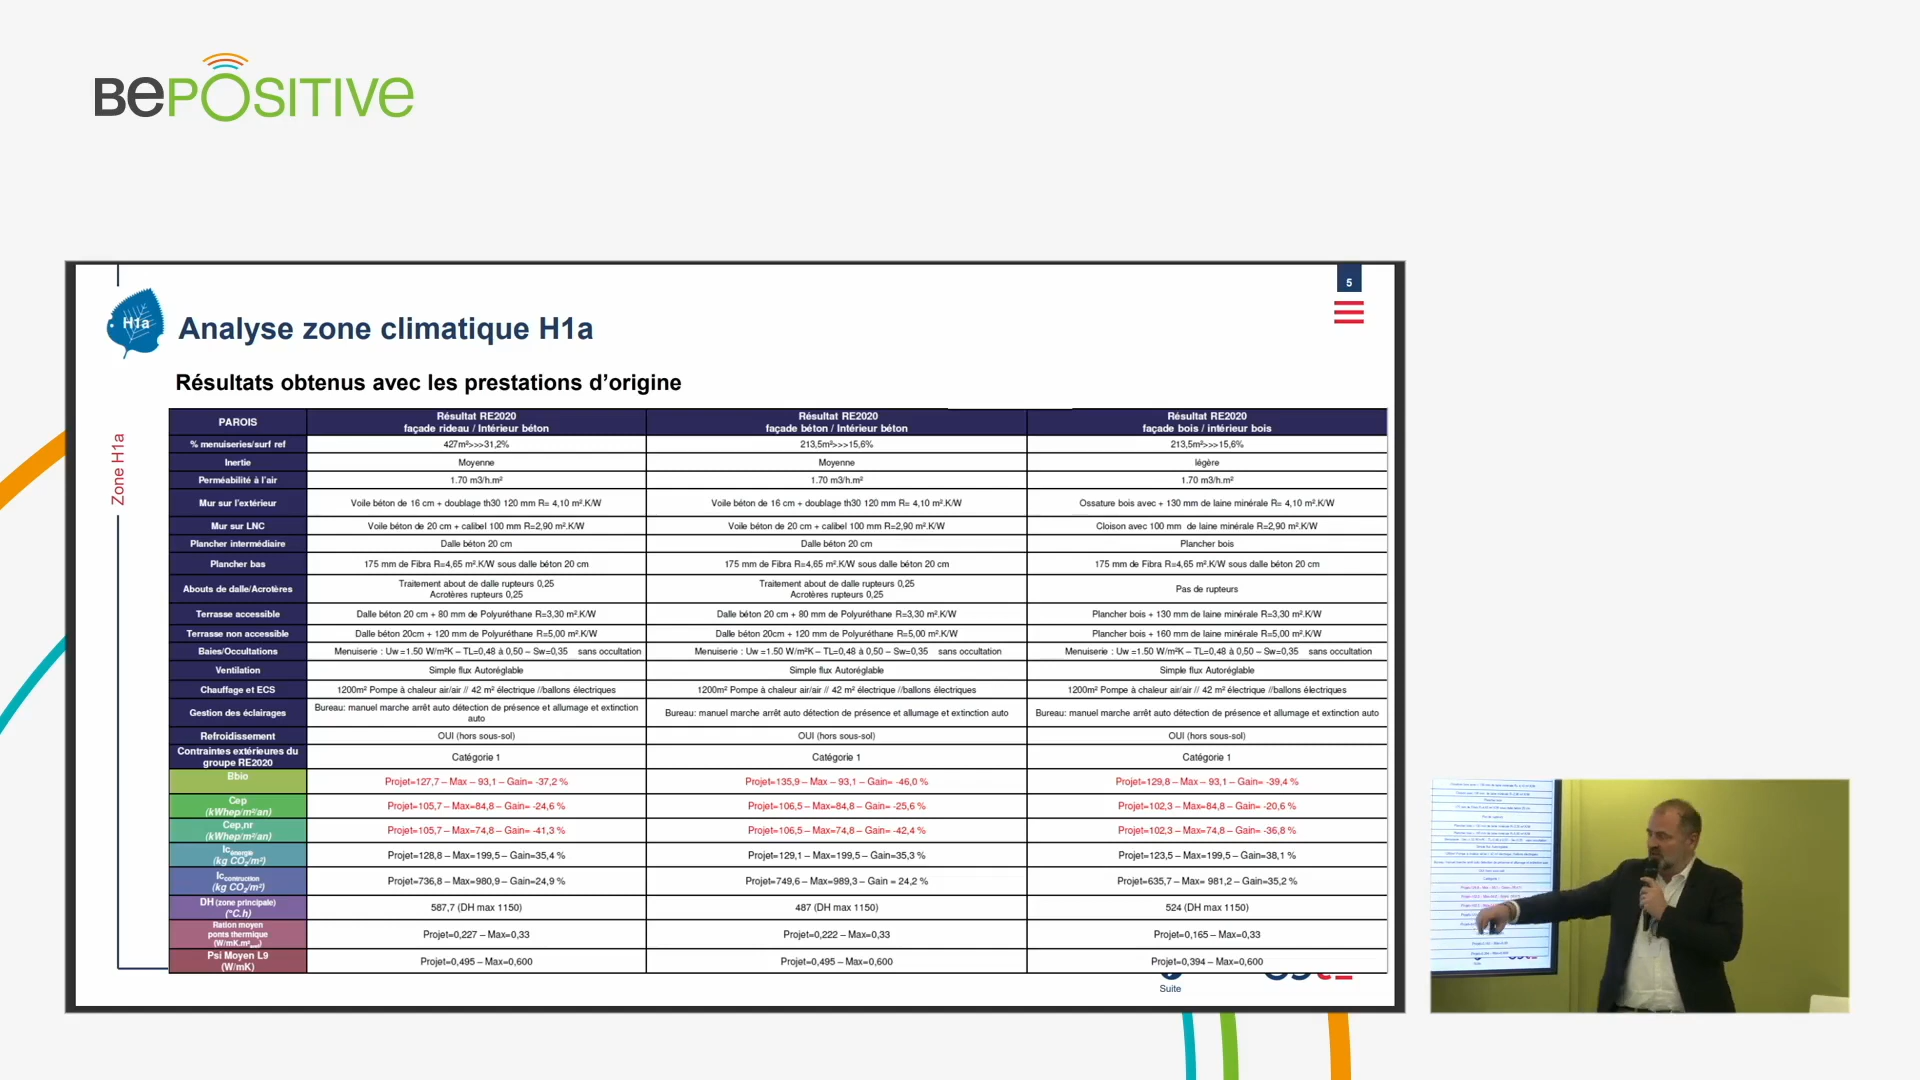 BePOSITIVE
5
H1a
Analyse zone climatique H1a
Résultats obtenus avec les prestations d'origine
Zone H1a
PAROIS
Résultat RE2020
façade rideau / Intérieur béton
Résultat RE2020
façade béton / Intérieur béton
Résultat RE2020
façade bois / intérieur bois
% menuiseries/surf ref
427m²>>>31,2%
213,5m²>>>15,6%
213,5m²>>>15,6%
Inertie
Moyenne
Moyenne
légère
Perméabilité à l'air
1.70 m3/h.m²
1.70 m3/h.m²
1.70 m3/h.m²
Mur sur l'extérieur
Voile béton de 16 cm + doublage th30 120 mm R= 4,10 m².K/W
Voile béton de 16 cm + doublage th30 120 mm R= 4,10 m².K/W
Ossature bois avec + 130 mm de laine minérale R= 4,10 m².K/W
Mur sur LNC
Voile béton de 20 cm + calibel 100 mm R=2,90 m².K/W
Voile béton de 20 cm + calibel 100 mm R=2,90 m².K/W
Cloison avec 100 mm de laine minérale R=2,90 m².K/W
Plancher intermédiaire
Dalle béton 20 cm
Dalle béton 20 cm
Plancher bois
Plancher bas
175 mm de Fibra R=4,65 m².K/W sous dalle béton 20 cm
175 mm de Fibra R=4,65 m².K/W sous dalle béton 20 cm
175 mm de Fibra R=4,65 m².K/W sous dalle béton 20 cm
Abouts de dalle/Acrotères
Traitement about de dalle rupteurs 0,25
Acrotères rupteurs 0,25
Traitement about de dalle rupteurs 0,25
Acrotères rupteurs 0,25
Pas de rupteurs
Terrasse accessible
Dalle béton 20 cm + 80 mm de Polyuréthane R=3,30 m².K/W
Dalle béton 20 cm + 80 mm de Polyuréthane R=3,30 m².K/W
Plancher bois + 130 mm de laine minérale R=3,30 m².K/W
Terrasse non accessible
Dalle béton 20cm + 120 mm de Polyuréthane R=5,00 m².K/W
Dalle béton 20cm + 120 mm de Polyuréthane R=5,00 m².K/W
Plancher bois + 160 mm de laine minérale R=5,00 m².K/W
Baies/Occultations
Menuiserie : Uw =1.50 W/m²K – TL=0,48 à 0,50 – Sw=0,35 sans occultation
Menuiserie : Uw =1.50 W/m²K – TL=0,48 à 0,50 – Sw=0,35 sans occultation
Menuiserie : Uw =1.50 W/m²K – TL=0,48 à 0,50 – Sw=0,35 sans occultation
Ventilation
Simple flux Autoréglable
Simple flux Autoréglable
Simple flux Autoréglable
Chauffage et ECS
1200m² Pompe à chaleur air/air // 42 m² électrique //ballons électriques
1200m² Pompe à chaleur air/air // 42 m² électrique //ballons électriques
1200m² Pompe à chaleur air/air // 42 m² électrique //ballons électriques
Gestion des éclairages
Bureau: manuel marche arrêt auto détection de présence et allumage et extinction
auto
Bureau: manuel marche arrêt auto détection de présence et allumage et extinction auto
Bureau: manuel marche arrêt auto détection de présence et allumage et extinction auto
Refroidissement
OUI (hors sous-sol)
OUI (hors sous-sol)
OUI (hors sous-sol)
Contraintes extérieures du
groupe RE2020
Catégorie 1
Catégorie 1
Catégorie 1
Bbio
Projet=127,7 – Max – 93,1 – Gain= -37,2 %
Projet=135,9 – Max – 93,1 – Gain= -46,0 %
Projet=129,8 – Max – 93,1 – Gain= -39,4 %
Cep
(kWhep/m²/an)
Projet=105,7 – Max=84,8 – Gain= -24,6 %
Projet=106,5 – Max=84,8 – Gain= -25,6 %
Projet=102,3 – Max=84,8 – Gain= -20,6 %
Cep,nr
(kWhep/m²/an)
Projet=105,7 – Max=74,8 – Gain= -41,3 %
Projet=106,5 – Max=74,8 – Gain= -42,4 %
Projet=102,3 – Max=74,8 – Gain= -36,8 %
Ic énergie
(kg CO₂/m²)
Projet=128,8 – Max=199,5 – Gain=35,4 %
Projet=129,1 – Max=199,5 – Gain=35,3 %
Projet=123,5 – Max=199,5 – Gain=38,1 %
Ic contruction
(kg CO₂/m²)
Projet=736,8 – Max=980,9 – Gain=24,9 %
Projet=749,6 – Max=989,3 – Gain = 24,2 %
Projet=635,7 – Max= 981,2 – Gain=35,2 %
DH (zone principale)
(°C.h)
587,7 (DH max 1150)
487 (DH max 1150)
524 (DH max 1150)
Ration moyen
ponts thermique
(W/mK.m²)
Projet=0,227 – Max=0,33
Projet=0,222 – Max=0,33
Projet=0,165 – Max=0,33
Psi Moyen L9
(W/mK)
Projet=0,495 – Max=0,600
Projet=0,495 – Max=0,600
Projet=0,394 – Max=0,600
Suite